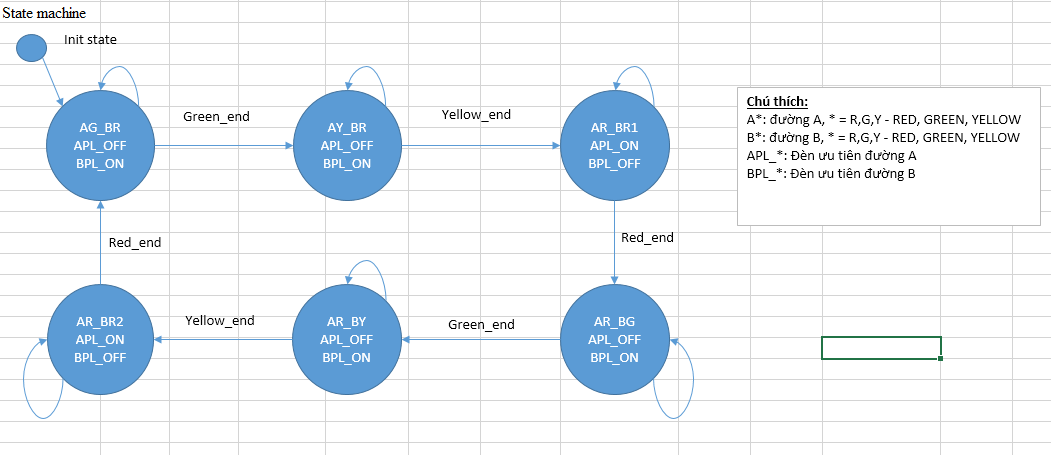 State machine
Init state
AG_BR
APL_OFF
BPL_ON
Green_end
AY_BR
APL_OFF
BPL_ON
Yellow_end
AR_BR1
APL_ON
BPL_OFF
Chú thích:
A*: đường A, * = R,G,Y - RED, GREEN, YELLOW
B*: đường B, * = R,G,Y - RED, GREEN, YELLOW
APL_*: Đèn ưu tiên đường A
BPL_*: Đèn ưu tiên đường B
Red_end
Red_end
AR_BR2
APL_ON
BPL_OFF
Yellow_end
AR_BY
APL_OFF
BPL_ON
Green_end
AR_BG
APL_OFF
BPL_ON